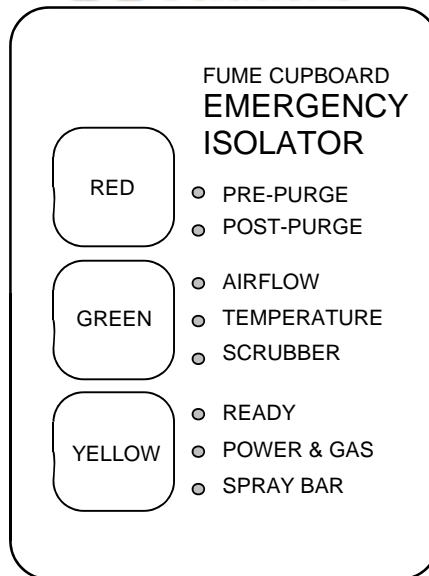 FUME CUPBOARD
EMERGENCY
ISOLATOR
RED
PRE-PURGE
POST-PURGE
GREEN
AIRFLOW
TEMPERATURE
SCRUBBER
YELLOW
READY
POWER & GAS
SPRAY BAR